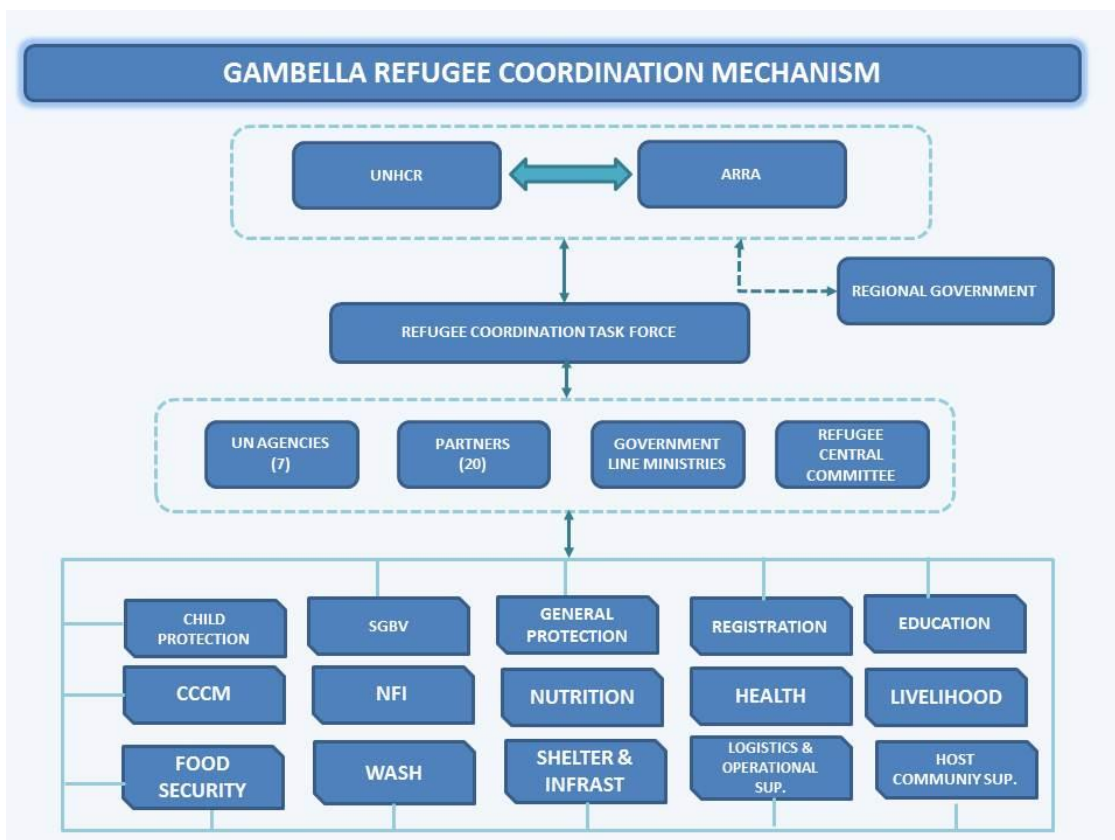 GAMBELLA REFUGEE COORDINATION MECHANISM
UNHCR
ARRA
REGIONAL GOVERNMENT
REFUGEE COORDINATION TASK FORCE
UN AGENCIES
(7)
PARTNERS
(20)
GOVERNMENT
LINE MINISTRIES
REFUGEE
CENTRAL
COMMITTEE
CHILD
PROTECTION
SGBV
GENERAL
PROTECTION
REGISTRATION
EDUCATION
CCCM
NFI
NUTRITION
HEALTH
LIVELIHOOD
FOOD
SECURITY
WASH
SHELTER &
INFRAST
LOGISTICS &
OPERATIONAL
SUP.
HOST
COMMUNIY SUP.